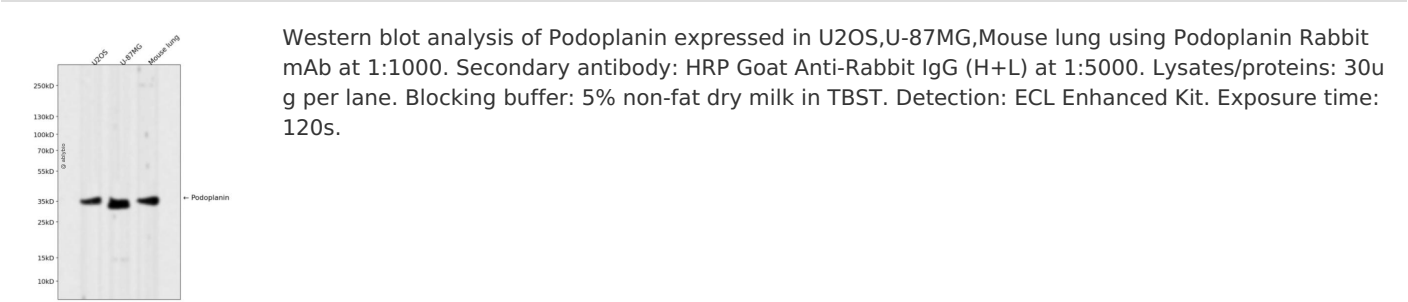 U2OS
U-87MG
Mouse lung
250kD
130kD
100kD
70kD
55kD
35kD
25kD
15kD
10kD
← Podoplanin
Western blot analysis of Podoplanin expressed in U2OS,U-87MG,Mouse lung using Podoplanin Rabbit
mAb at 1:1000. Secondary antibody: HRP Goat Anti-Rabbit IgG (H+L) at 1:5000. Lysates/proteins: 30u
g per lane. Blocking buffer: 5% non-fat dry milk in TBST. Detection: ECL Enhanced Kit. Exposure time:
120s.